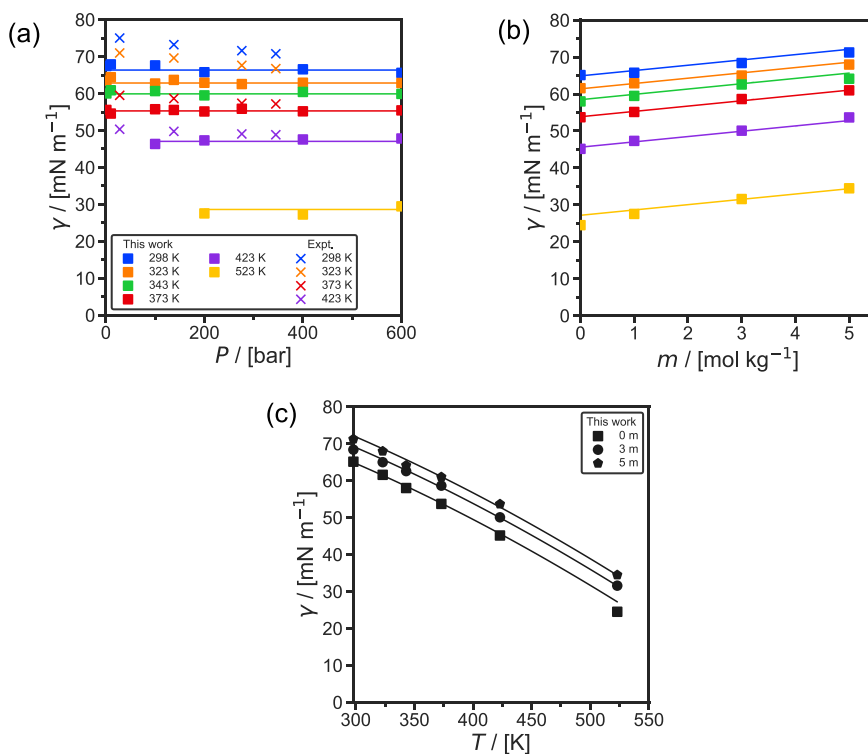 (a)
80
70
60
50
40
30
20
10
0
γ / [mN m⁻¹]
This work
298 K
323 K
343 K
373 K
423 K
523 K
Expt.
298 K
323 K
373 K
423 K
0
200
400
600
P / [bar]
(b)
80
70
60
50
40
30
20
10
0
γ / [mN m⁻¹]
0
1
2
3
4
5
m / [mol kg⁻¹]
(c)
80
70
60
50
40
30
20
10
0
γ / [mN m⁻¹]
This work
0 m
3 m
5 m
300
350
400
450
500
550
T / [K]